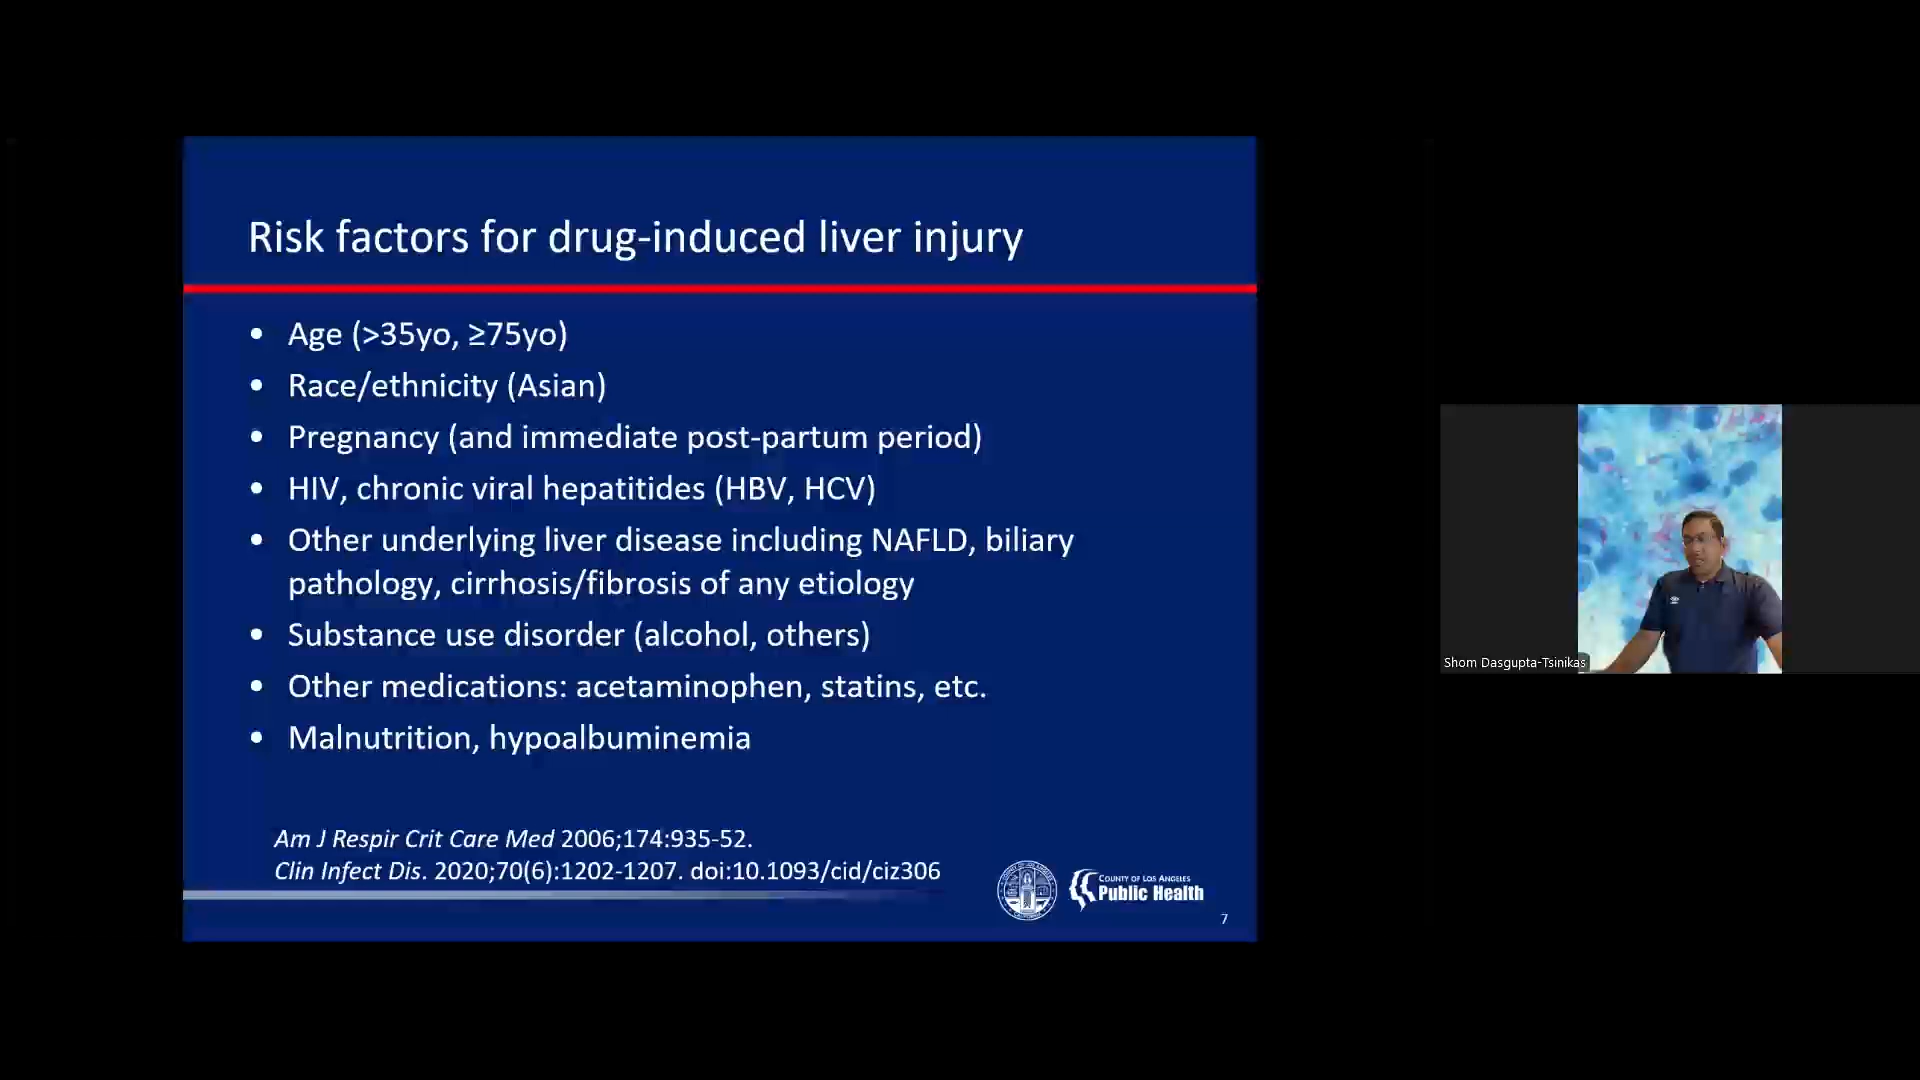 Risk factors for drug-induced liver injury
• Age (>35yo, ≥75yo)
• Race/ethnicity (Asian)
• Pregnancy (and immediate post-partum period)
• HIV, chronic viral hepatitides (HBV, HCV)
• Other underlying liver disease including NAFLD, biliary
pathology, cirrhosis/fibrosis of any etiology
• Substance use disorder (alcohol, others)
• Other medications: acetaminophen, statins, etc.
• Malnutrition, hypoalbuminemia
Am J Respir Crit Care Med 2006;174:935-52.
Clin Infect Dis. 2020;70(6):1202-1207. doi:10.1093/cid/ciz306
County of Los Angeles
Public Health
7
Shom Dasgupta-Tsinikas